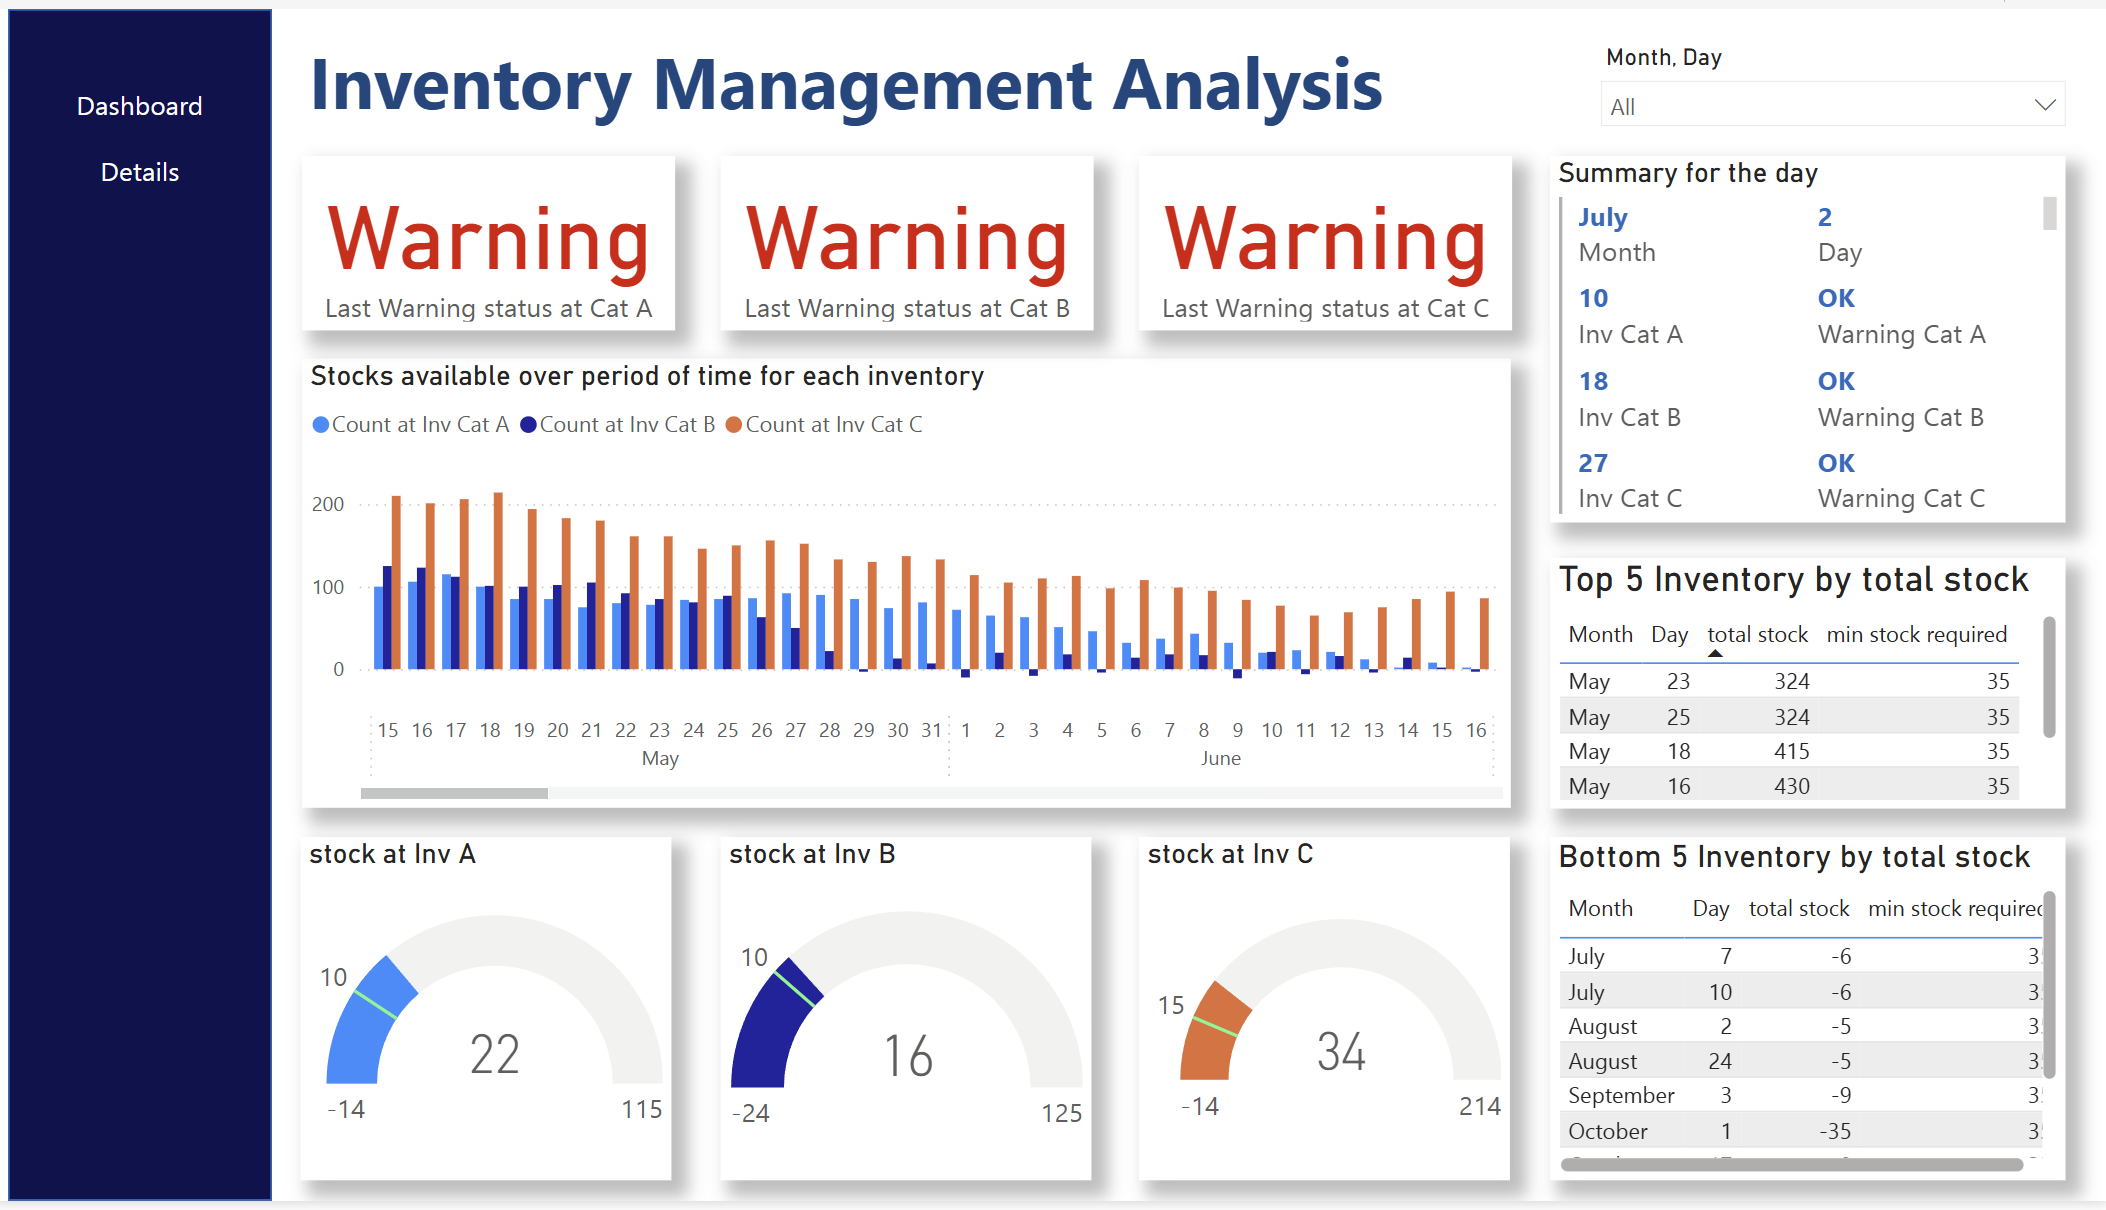 Dashboard
Details
Inventory Management Analysis
Month, Day
All
Warning
Last Warning status at Cat A
Warning
Last Warning status at Cat B
Warning
Last Warning status at Cat C
Summary for the day
July 2
Month Day
10 OK
Inv Cat A Warning Cat A
18 OK
Inv Cat B Warning Cat B
27 OK
Inv Cat C Warning Cat C
Stocks available over period of time for each inventory
Count at Inv Cat A Count at Inv Cat B Count at Inv Cat C
200
100
0
15 16 17 18 19 20 21 22 23 24 25 26 27 28 29 30 31 1 2 3 4 5 6 7 8 9 10 11 12 13 14 15 16
May June
Top 5 Inventory by total stock
Month Day total stock min stock required
May 23 324 35
May 25 324 35
May 18 415 35
May 16 430 35
stock at Inv A
10
22
-14 115
stock at Inv B
10
16
-24 125
stock at Inv C
15
34
-14 214
Bottom 5 Inventory by total stock
Month Day total stock min stock required
July 7 -6 3
July 10 -6 3
August 2 -5 3
August 24 -5 3
September 3 -9 3
October 1 -35 3